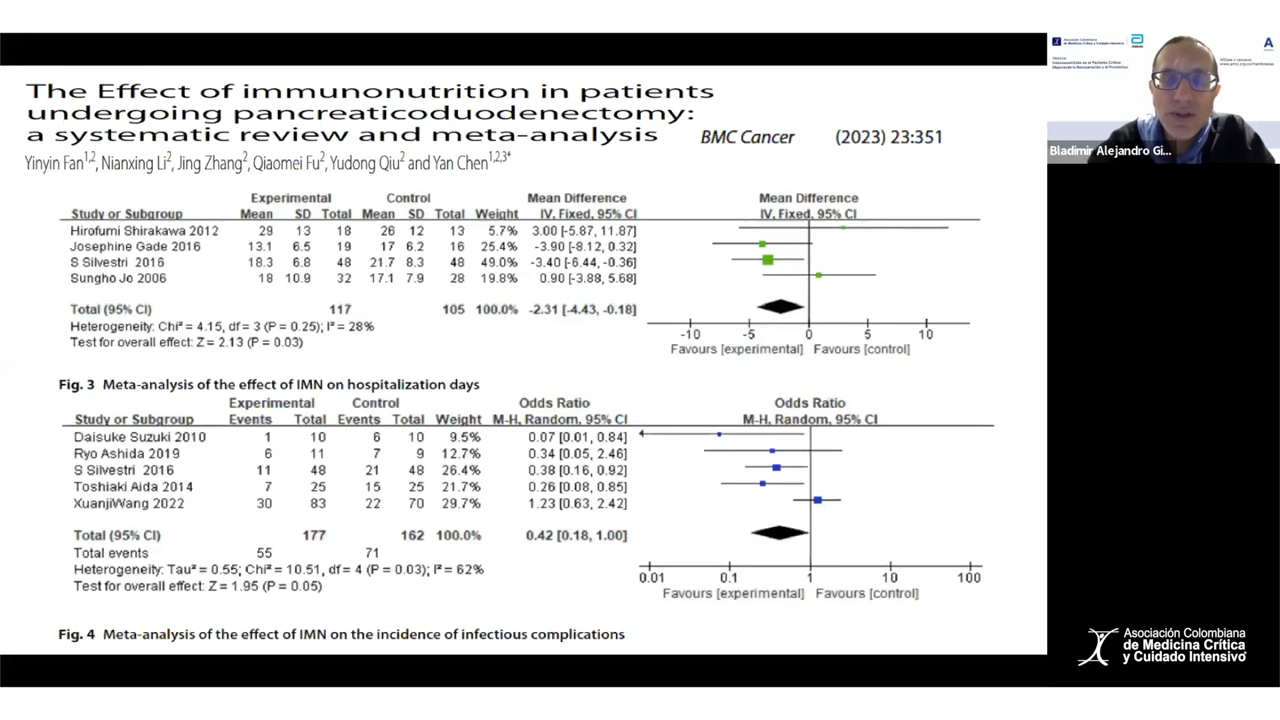 The Effect of immunonutrition in patients
undergoing pancreaticoduodenectomy:
a systematic review and meta-analysis
BMC Cancer (2023) 23:351
Yinyin Fan1,2, Nianxing Li2, Jing Zhang2, Qiaomei Fu2, Yudong Qiu2 and Yan Chen1,2,3*
Experimental Control Mean Difference Mean Difference
Study or Subgroup Mean SD Total Mean SD Total Weight IV, Fixed, 95% CI IV, Fixed, 95% CI
Hirofumi Shirakawa 2012 29 13 18 26 12 13 5.7% 3.00 [-5.87, 11.87]
Josephine Gade 2016 13.1 6.5 19 17 6.2 16 25.4% -3.90 [-8.12, 0.32]
S Silvestri 2016 18.3 6.8 48 21.7 8.3 48 49.0% -3.40 [-6.44, -0.36]
Sungho Jo 2006 18 10.9 32 17.1 7.9 28 19.8% 0.90 [-3.88, 5.68]
Total (95% CI) 117 105 100.0% -2.31 [-4.43, -0.18]
Heterogeneity: Chi² = 4.15, df = 3 (P = 0.25); I² = 28%
Test for overall effect: Z = 2.13 (P = 0.03)
-10 -5 0 5 10
Favours [experimental] Favours [control]
Fig. 3 Meta-analysis of the effect of IMN on hospitalization days
Experimental Control Odds Ratio Odds Ratio
Study or Subgroup Events Total Events Total Weight M-H, Random, 95% CI M-H, Random, 95% CI
Daisuke Suzuki 2010 1 10 6 10 9.5% 0.07 [0.01, 0.84]
Ryo Ashida 2019 6 11 7 9 12.7% 0.34 [0.05, 2.46]
S Silvestri 2016 11 48 21 48 26.4% 0.38 [0.16, 0.92]
Toshiaki Aida 2014 7 25 15 25 21.7% 0.26 [0.08, 0.85]
XuanjiWang 2022 30 83 22 70 29.7% 1.23 [0.63, 2.42]
Total (95% CI) 177 162 100.0% 0.42 [0.18, 1.00]
Total events 55 71
Heterogeneity: Tau² = 0.55; Chi² = 10.51, df = 4 (P = 0.03); I² = 62%
Test for overall effect: Z = 1.95 (P = 0.05)
0.01 0.1 1 10 100
Favours [experimental] Favours [control]
Fig. 4 Meta-analysis of the effect of IMN on the incidence of infectious complications
Bladimir Alejandro Gi...
Asociación Colombiana
de Medicina Crítica
y Cuidado Intensivo